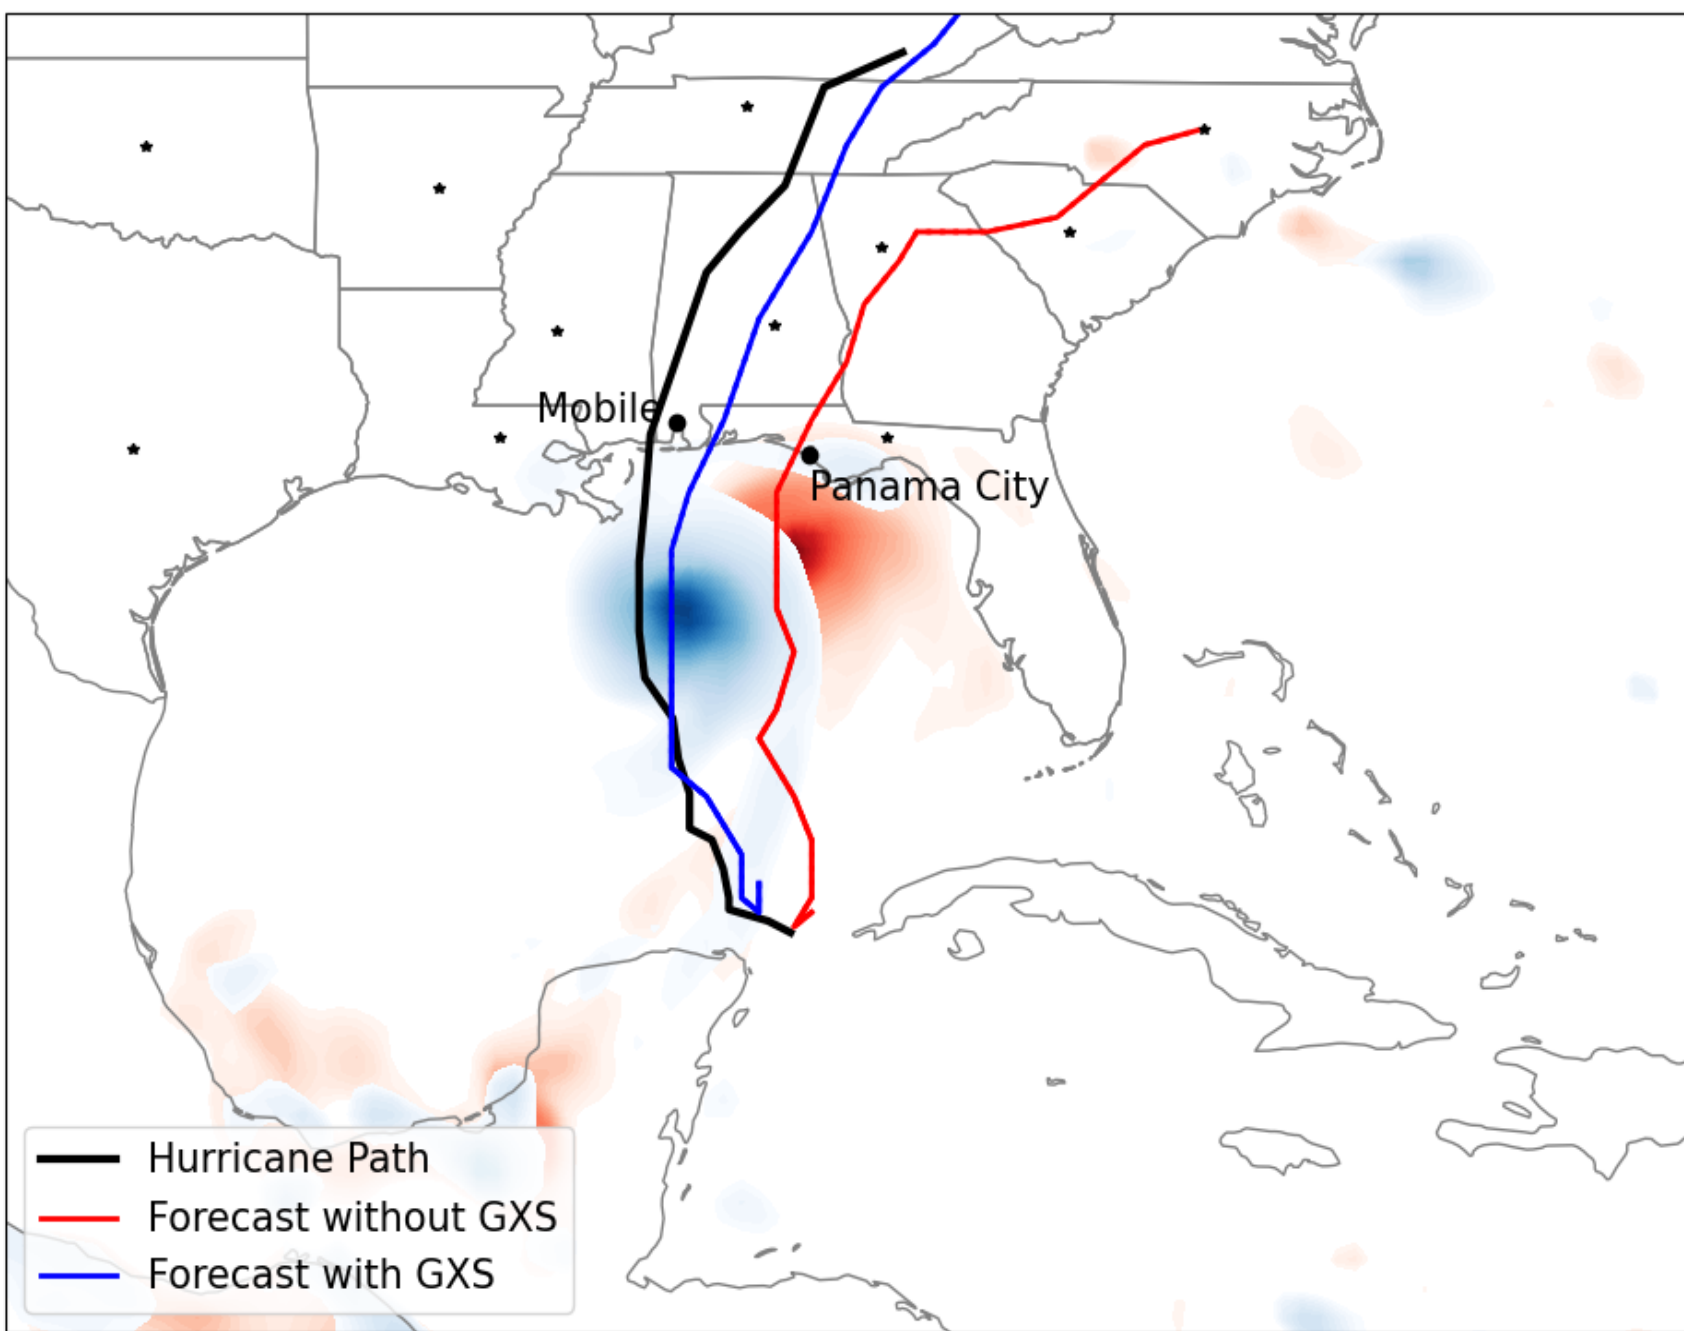 Mobile
Panama City
Hurricane Path
Forecast without GXS
Forecast with GXS